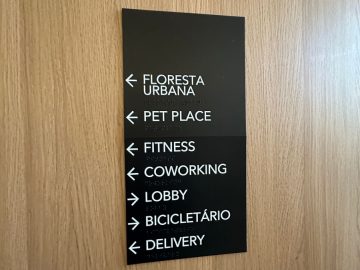 ← FLORESTA
URBANA
← PET PLACE
← FITNESS
← COWORKING
→ LOBBY
→ BICICLETÁRIO
← DELIVERY